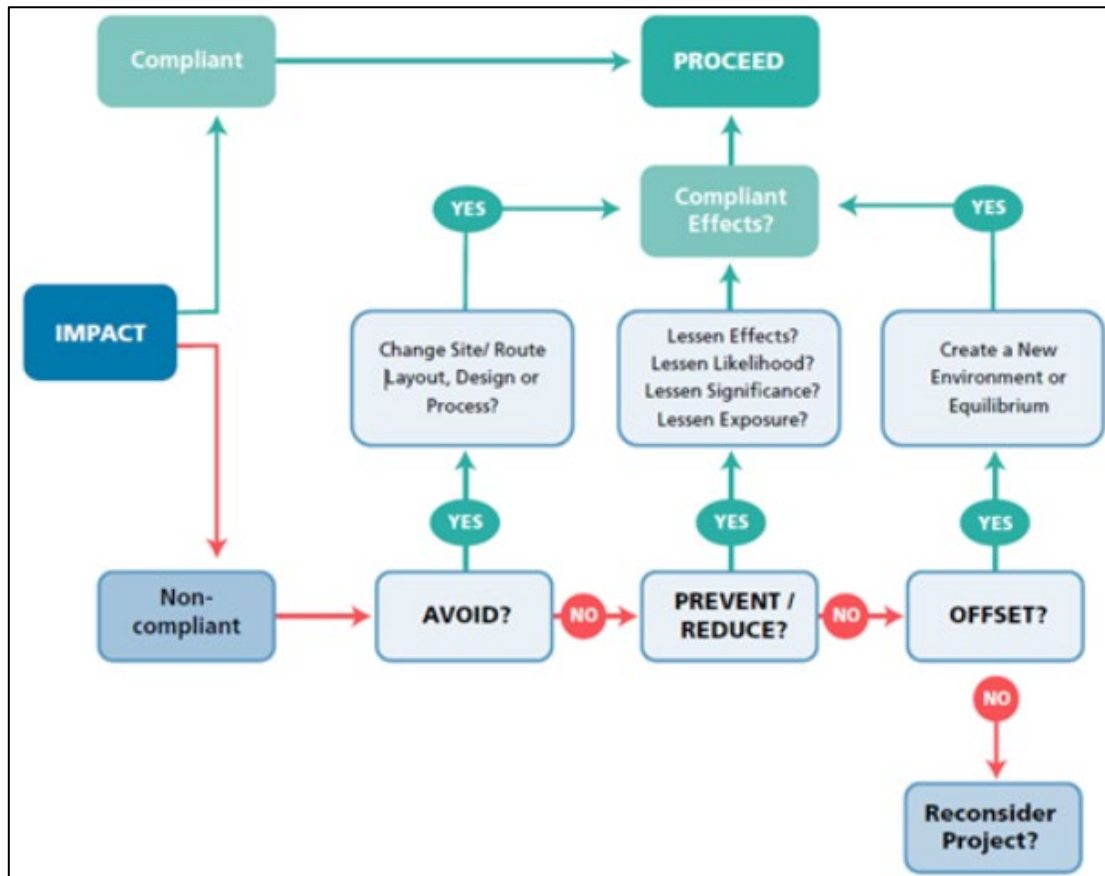 Compliant
PROCEED
YES
Compliant
Effects?
YES
IMPACT
Change Site/ Route
Layout, Design or
Process?
Lessen Effects?
Lessen Likelihood?
Lessen Significance?
Lessen Exposure?
Create a New
Environment or
Equilibrium
YES
YES
YES
Non-
compliant
AVOID?
NO
PREVENT /
REDUCE?
NO
OFFSET?
NO
Reconsider
Project?